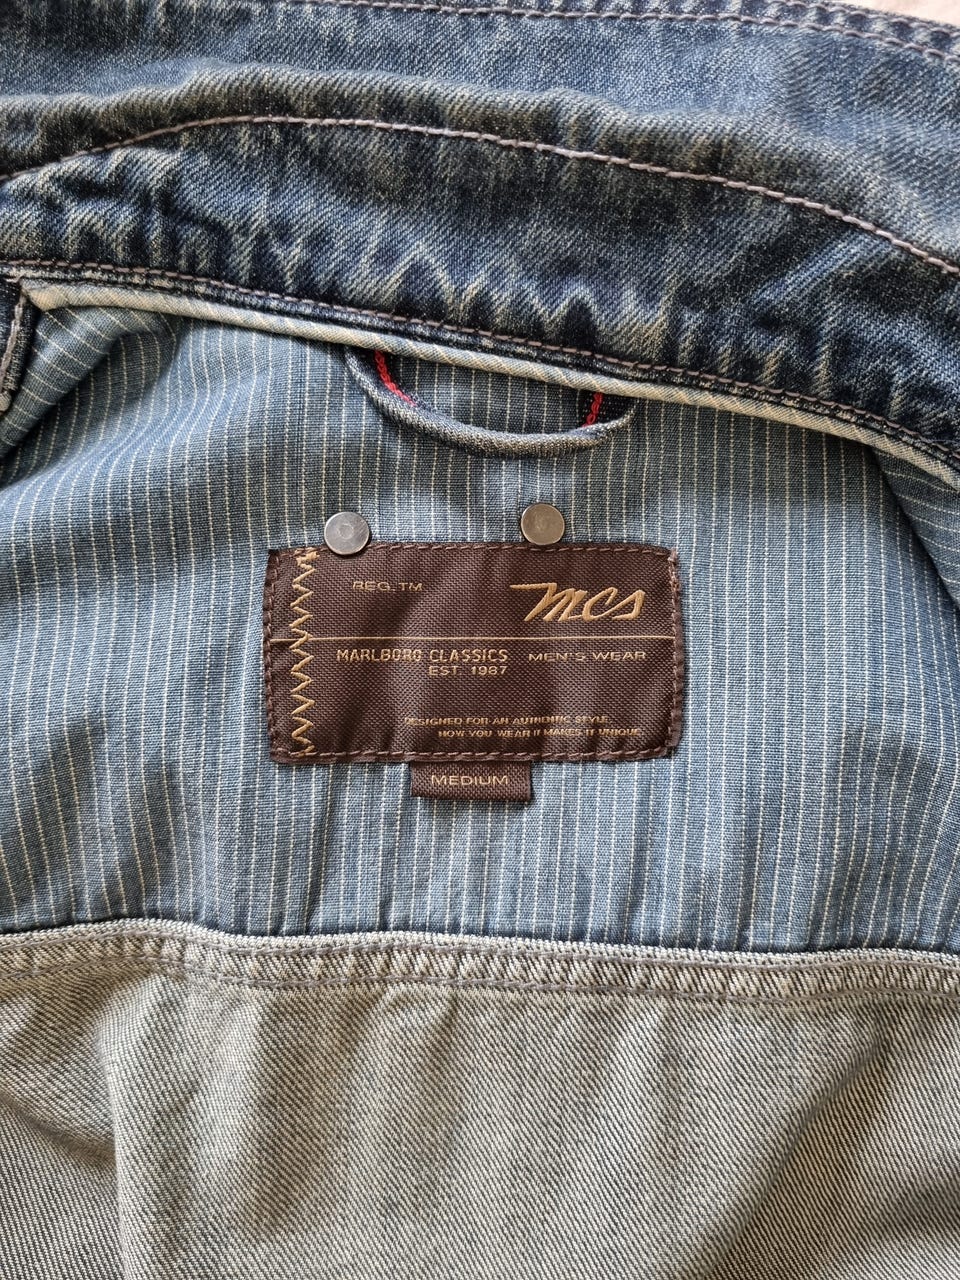 REG.TM
MCS
MARLBORO CLASSICS MEN'S WEAR
EST. 1987
DESIGNED FOR AN AUTHENTIC STYLE
HOW YOU WEAR IT MAKES IT UNIQUE
MEDIUM